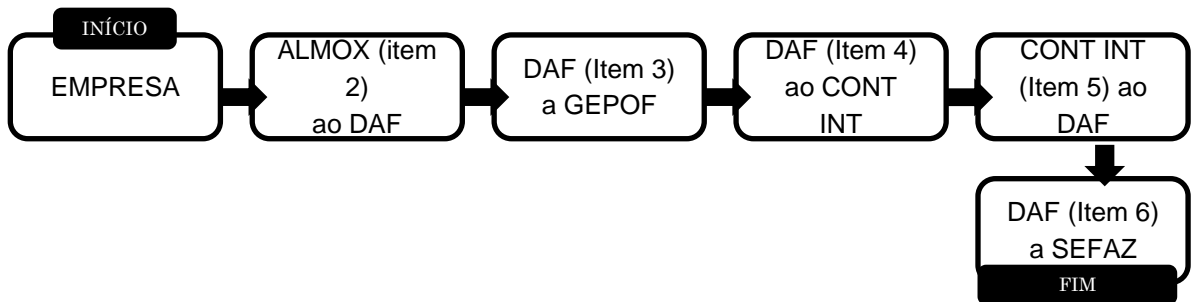 INÍCIO
EMPRESA
ALMOX (item
2)
ao DAF
DAF (Item 3)
a GEPOF
DAF (Item 4)
ao CONT
INT
CONT INT
(Item 5) ao
DAF
DAF (Item 6)
a SEFAZ
FIM